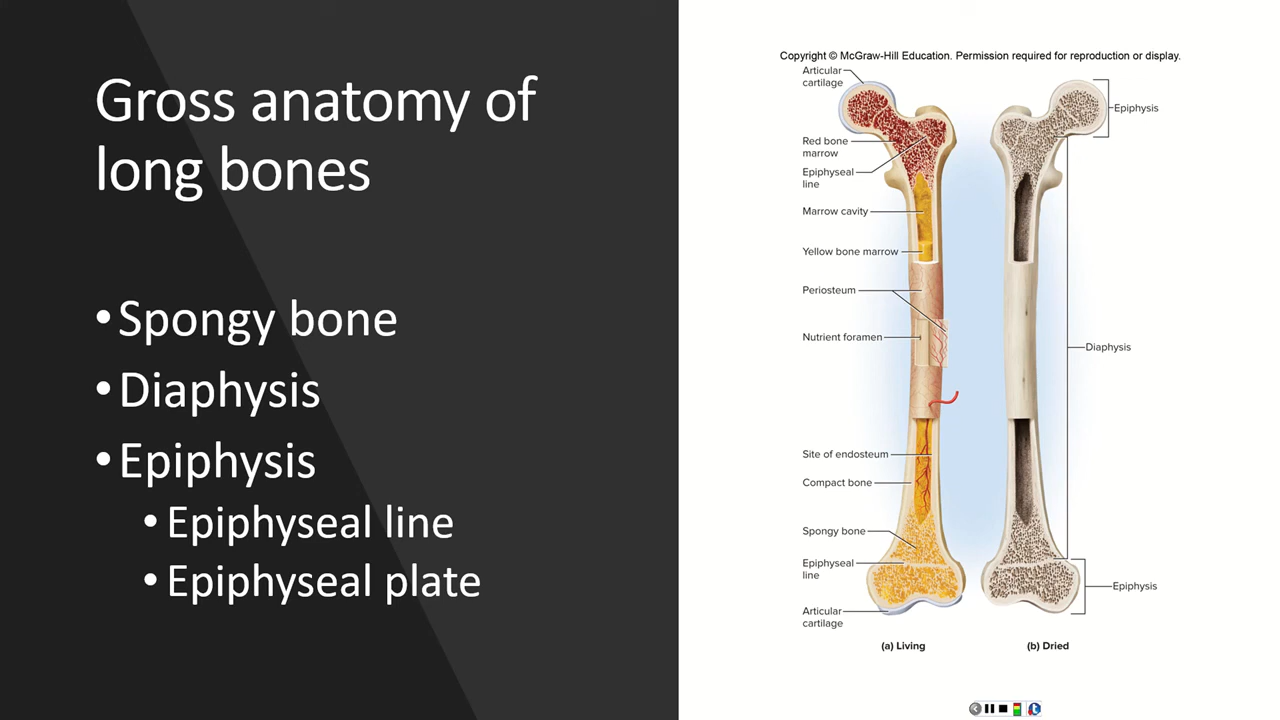 Gross anatomy of
long bones
• Spongy bone
• Diaphysis
• Epiphysis
• Epiphyseal line
• Epiphyseal plate
Copyright © McGraw-Hill Education. Permission required for reproduction or display.
Articular
cartilage
Red bone
marrow
Epiphyseal
line
Marrow cavity
Yellow bone marrow
Periosteum
Nutrient foramen
Site of endosteum
Compact bone
Spongy bone
Epiphyseal
line
Articular
cartilage
Epiphysis
Diaphysis
Epiphysis
(a) Living
(b) Dried